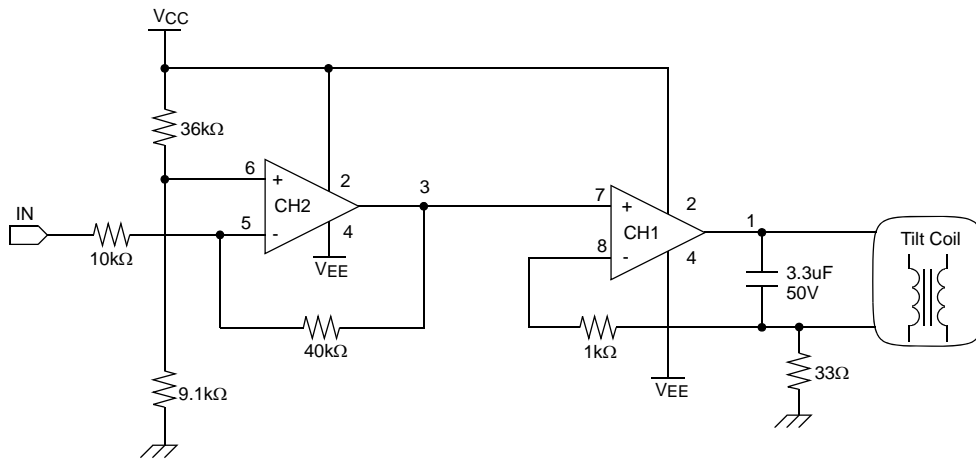 VCC
36kΩ
6
+
2
3
7
+
2
IN
CH2
CH1
1
5
-
4
8
-
4
Tilt Coil
10kΩ
VEE
3.3uF
50V
40kΩ
1kΩ
9.1kΩ
VEE
33Ω